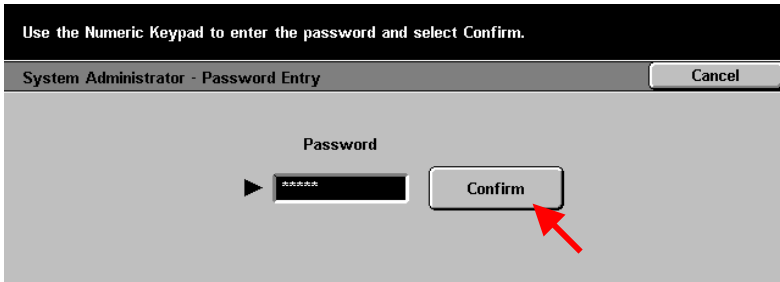 Use the Numeric Keypad to enter the password and select Confirm.
System Administrator - Password Entry
Cancel
Password
*****
Confirm